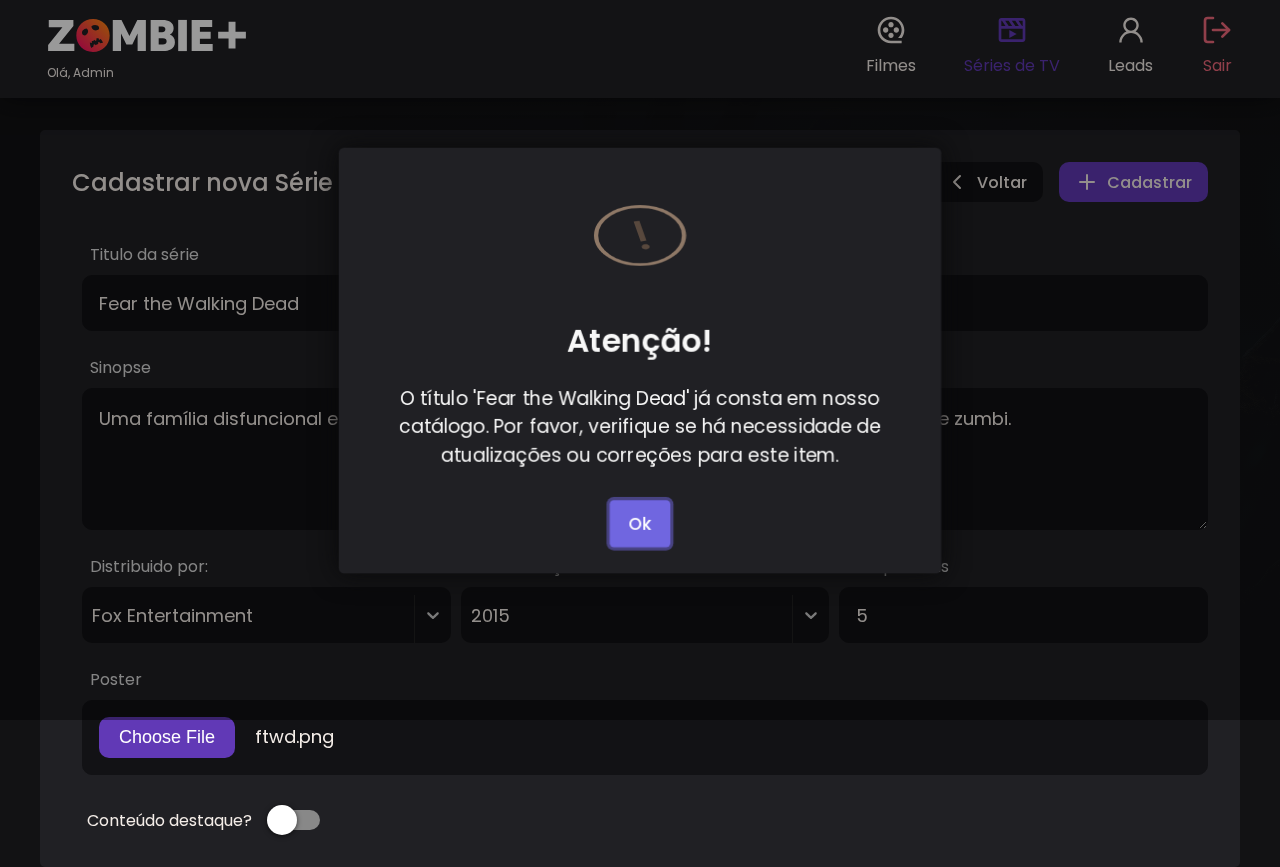 ZOMBIE+
Olá, Admin
Filmes
Séries de TV
Leads
Sair
Cadastrar nova Série
Voltar
Cadastrar
Titulo da série
Fear the Walking Dead
Sinopse
Uma família disfuncional
zumbi.
!
Atenção!
O título 'Fear the Walking Dead' já consta em nosso
catálogo. Por favor, verifique se há necessidade de
atualizações ou correções para este item.
Ok
Distribuido por:
Fox Entertainment
2015
5
Poster
Choose File
ftwd.png
Conteúdo destaque?